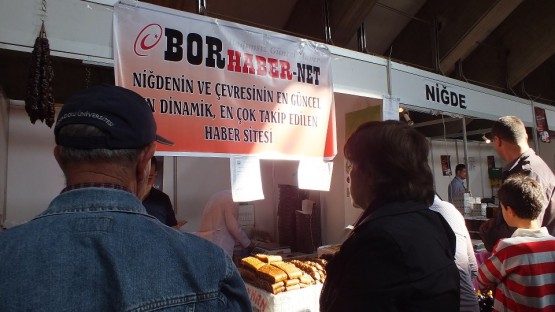 BORHABER-NET
NİĞDENİN VE ÇEVRESİNİN EN GÜNCEL
EN DİNAMİK, EN ÇOK TAKİP EDİLEN
HABER SİTESİ
NİĞDE